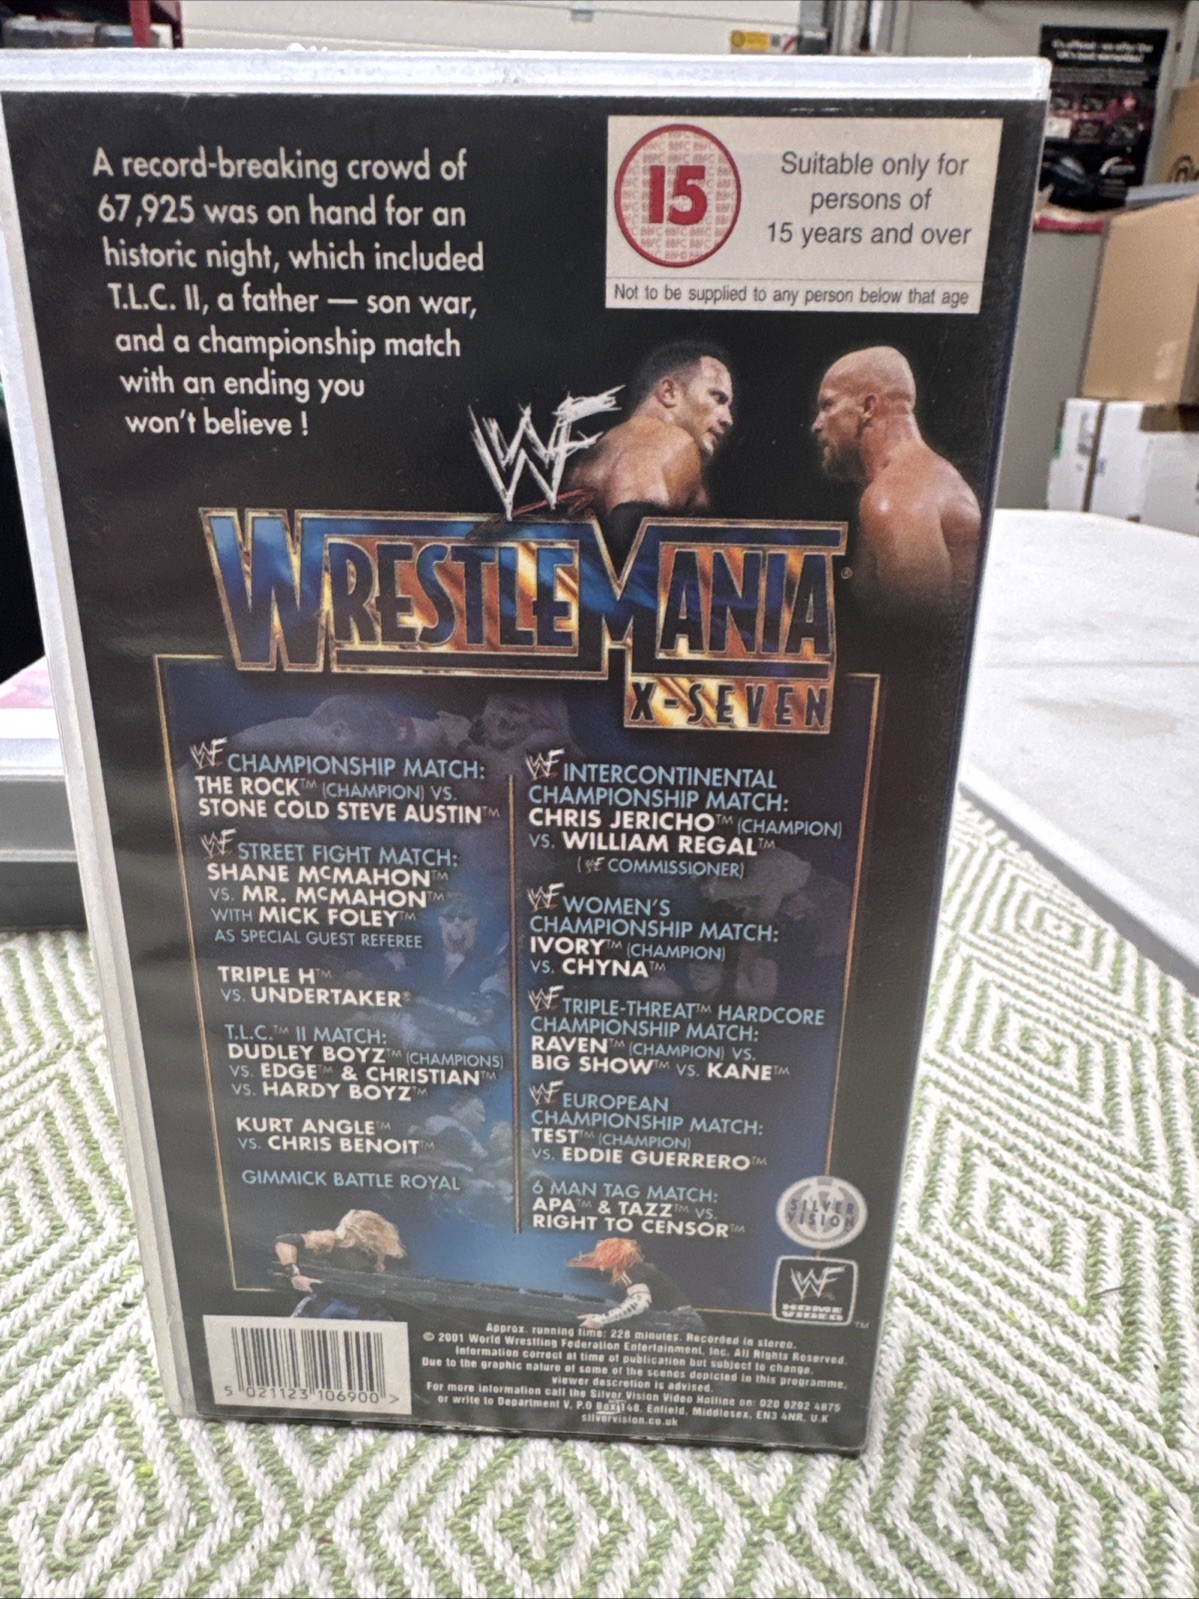 A record-breaking crowd of
67,925 was on hand for an
historic night, which included
T.L.C. II, a father — son war,
and a championship match
with an ending you
won't believe !
15
Suitable only for
persons of
15 years and over
Not to be supplied to any person below that age
WF
WRESTLEMANIA®
X-SEVEN
WF CHAMPIONSHIP MATCH:
THE ROCK™ (CHAMPION) VS.
STONE COLD STEVE AUSTIN™
WF STREET FIGHT MATCH:
SHANE McMAHON™
VS. MR. McMAHON™
WITH MICK FOLEY™
AS SPECIAL GUEST REFEREE
TRIPLE H™
VS. UNDERTAKER®
T.L.C.™ II MATCH:
DUDLEY BOYZ™ (CHAMPIONS)
VS. EDGE™ & CHRISTIAN™
VS. HARDY BOYZ™
KURT ANGLE™
VS. CHRIS BENOIT™
GIMMICK BATTLE ROYAL
WF INTERCONTINENTAL
CHAMPIONSHIP MATCH:
CHRIS JERICHO™ (CHAMPION)
VS. WILLIAM REGAL™
(WF COMMISSIONER)
WF WOMEN'S
CHAMPIONSHIP MATCH:
IVORY™ (CHAMPION)
VS. CHYNA™
WF TRIPLE-THREAT™ HARDCORE
CHAMPIONSHIP MATCH:
RAVEN™ (CHAMPION) VS.
BIG SHOW™ VS. KANE™
WF EUROPEAN
CHAMPIONSHIP MATCH:
TEST™ (CHAMPION)
VS. EDDIE GUERRERO™
6 MAN TAG MATCH:
APA™ & TAZZ™ VS.
RIGHT TO CENSOR™
SILVER
VISION
WF
HOME
VIDEO™
5 021123 106900 >
Approx. running time: 228 minutes. Recorded in stereo.
© 2001 World Wrestling Federation Entertainment, Inc. All Rights Reserved.
Information correct at time of publication but subject to change.
Due to the graphic nature of some of the scenes depicted in this programme,
viewer descretion is advised.
For more information call the Silver Vision Video Hotline on: 020 8292 4875
or write to Department V, P.O Box 148, Enfield, Middlesex, EN3 4NR, U.K
silvervision.co.uk